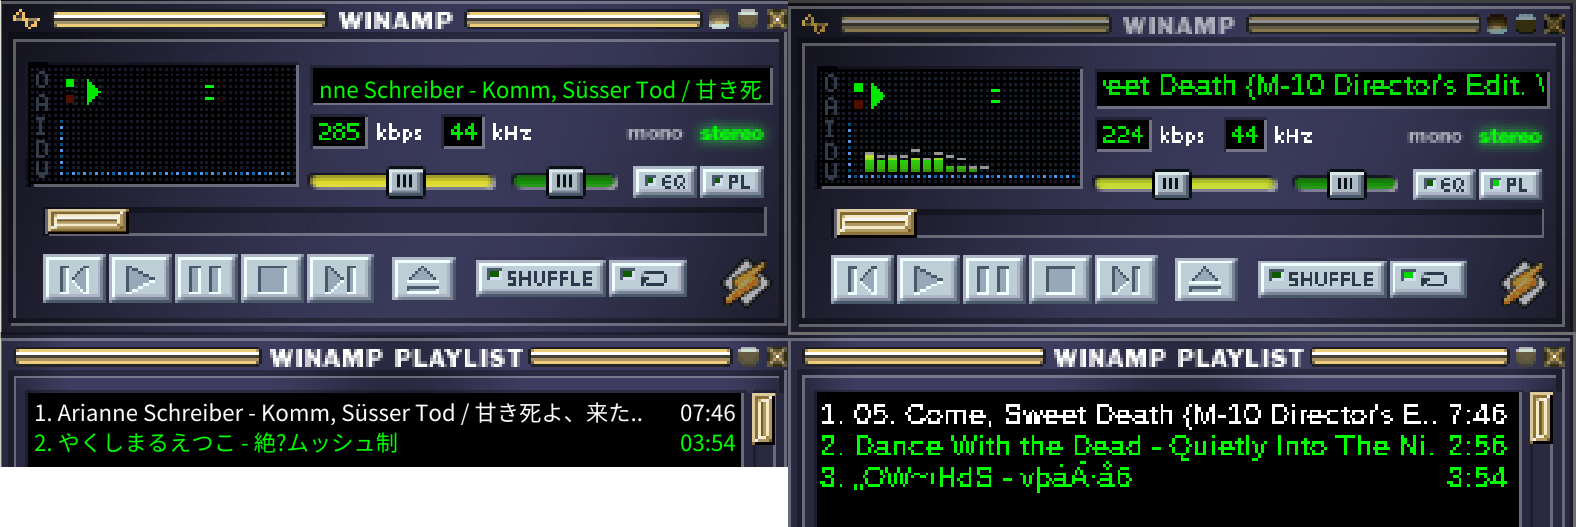 WINAMP
O
A
I
D
V
nne Schreiber - Komm, Süsser Tod / 甘き死
285 kbps 44 kHz mono stereo
EQ PL
SHUFFLE
WINAMP PLAYLIST
1. Arianne Schreiber - Komm, Süsser Tod / 甘き死よ、来た.. 07:46
2. やくしまるえつこ - 絶?ムッシュ制 03:54
WINAMP
O
A
I
D
V
eet Death (M-10 Director's Edit. V
224 kbps 44 kHz mono stereo
EQ PL
SHUFFLE
WINAMP PLAYLIST
1. 05. Come, Sweet Death (M-10 Director's E.. 7:46
2. Dance With the Dead - Quietly Into The Ni. 2:56
3. 3:54